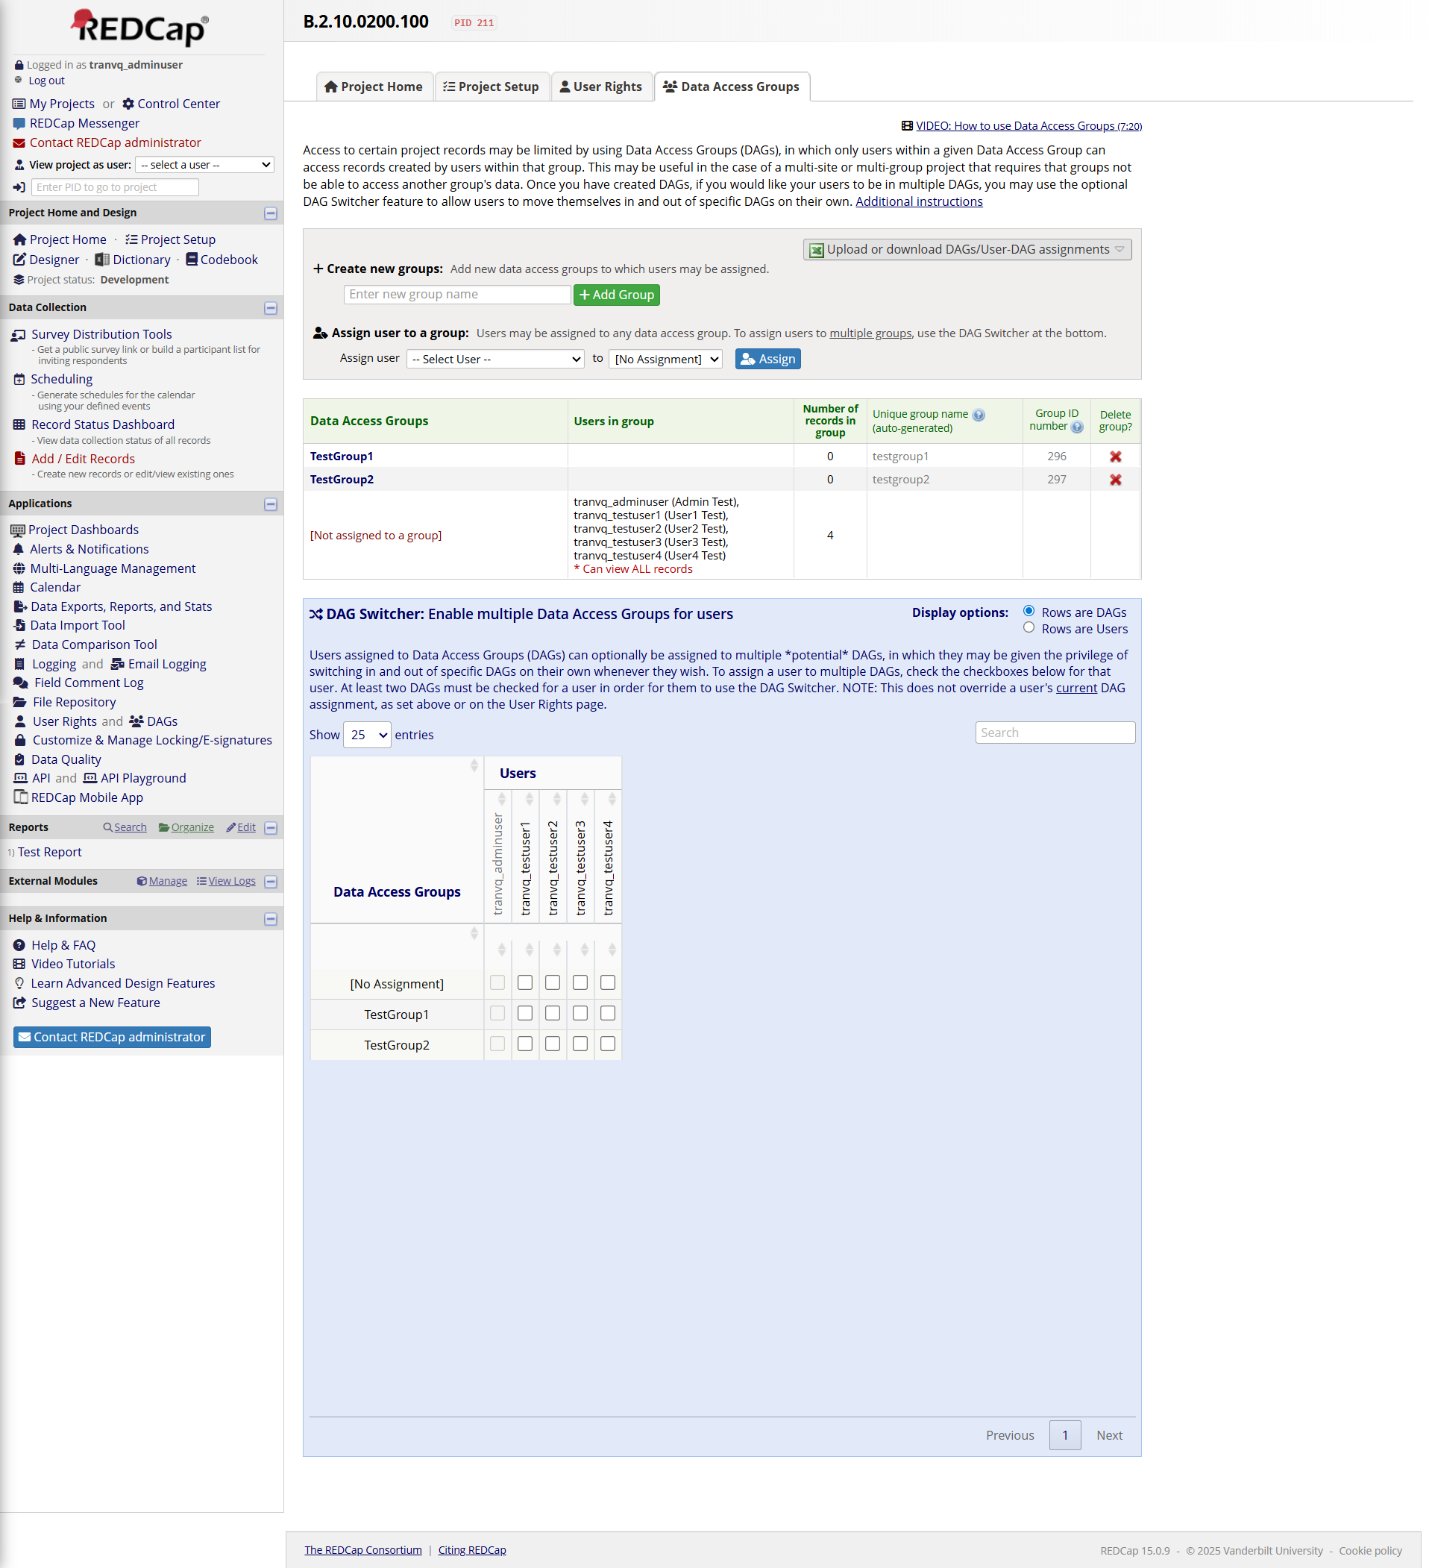 REDCap®
Logged in as tranvq_adminuser
Log out
My Projects or Control Center
REDCap Messenger
Contact REDCap administrator
View project as user: -- select a user --
Enter PID to go to project
Project Home and Design
Project Home · Project Setup
Designer · Dictionary · Codebook
Project status: Development
Data Collection
Survey Distribution Tools
- Get a public survey link or build a participant list for
inviting respondents
Scheduling
- Generate schedules for the calendar
using your defined events
Record Status Dashboard
- View data collection status of all records
Add / Edit Records
- Create new records or edit/view existing ones
Applications
Project Dashboards
Alerts & Notifications
Multi-Language Management
Calendar
Data Exports, Reports, and Stats
Data Import Tool
Data Comparison Tool
Logging and Email Logging
Field Comment Log
File Repository
User Rights and DAGs
Customize & Manage Locking/E-signatures
Data Quality
API and API Playground
REDCap Mobile App
Reports Search Organize Edit
1) Test Report
External Modules Manage View Logs
Help & Information
Help & FAQ
Video Tutorials
Learn Advanced Design Features
Suggest a New Feature
Contact REDCap administrator
B.2.10.0200.100 PID 211
Project Home Project Setup User Rights Data Access Groups
VIDEO: How to use Data Access Groups (7:20)
Access to certain project records may be limited by using Data Access Groups (DAGs), in which only users within a given Data Access Group can
access records created by users within that group. This may be useful in the case of a multi-site or multi-group project that requires that groups not
be able to access another group's data. Once you have created DAGs, if you would like your users to be in multiple DAGs, you may use the optional
DAG Switcher feature to allow users to move themselves in and out of specific DAGs on their own. Additional instructions
Upload or download DAGs/User-DAG assignments
Create new groups: Add new data access groups to which users may be assigned.
Enter new group name + Add Group
Assign user to a group: Users may be assigned to any data access group. To assign users to multiple groups, use the DAG Switcher at the bottom.
Assign user -- Select User -- to [No Assignment] Assign
Data Access Groups Users in group Number of records in group Unique group name (auto-generated) Group ID number Delete group?
TestGroup1 0 testgroup1 296
TestGroup2 0 testgroup2 297
tranvq_adminuser (Admin Test),
tranvq_testuser1 (User1 Test),
tranvq_testuser2 (User2 Test),
[Not assigned to a group] 4
tranvq_testuser3 (User3 Test),
tranvq_testuser4 (User4 Test)
* Can view ALL records
DAG Switcher: Enable multiple Data Access Groups for users Display options: Rows are DAGs
Rows are Users
Users assigned to Data Access Groups (DAGs) can optionally be assigned to multiple *potential* DAGs, in which they may be given the privilege of
switching in and out of specific DAGs on their own whenever they wish. To assign a user to multiple DAGs, check the checkboxes below for that
user. At least two DAGs must be checked for a user in order for them to use the DAG Switcher. NOTE: This does not override a user's current DAG
assignment, as set above or on the User Rights page.
Show 25 entries Search
Users
tranvq_adminuser
tranvq_testuser1
tranvq_testuser2
tranvq_testuser3
tranvq_testuser4
Data Access Groups
[No Assignment]
TestGroup1
TestGroup2
Previous 1 Next
The REDCap Consortium | Citing REDCap REDCap 15.0.9 - © 2025 Vanderbilt University - Cookie policy